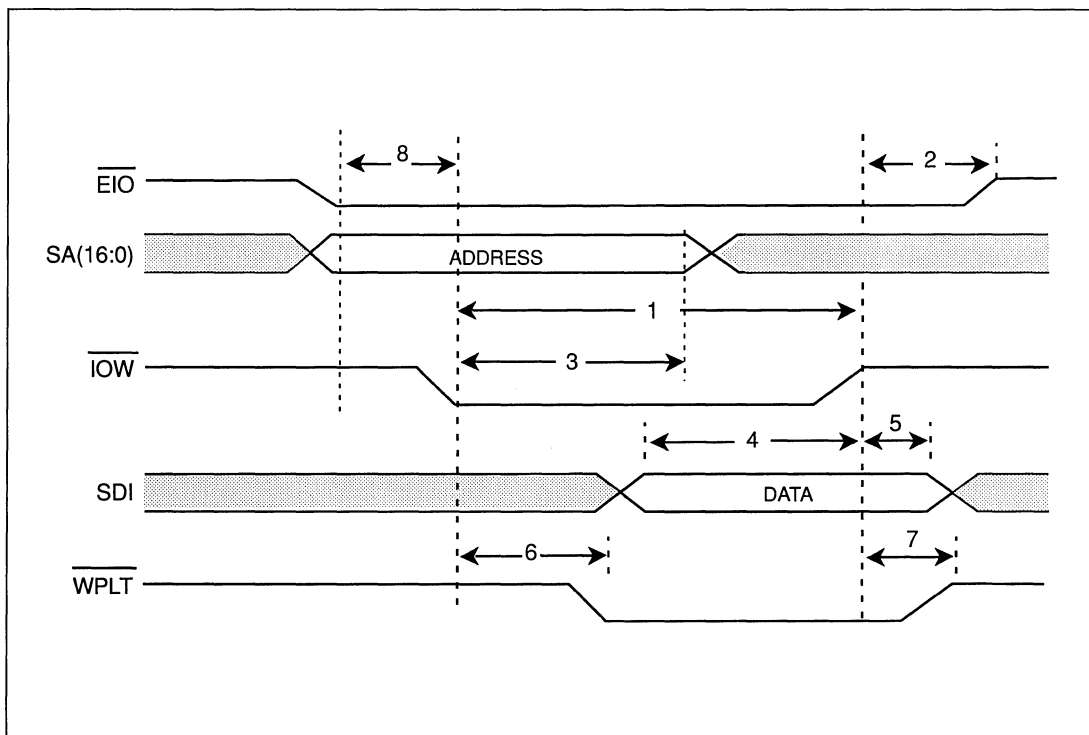 8
2
EIO
SA(16:0)
ADDRESS
1
3
IOW
4
5
SDI
DATA
6
7
WPLT